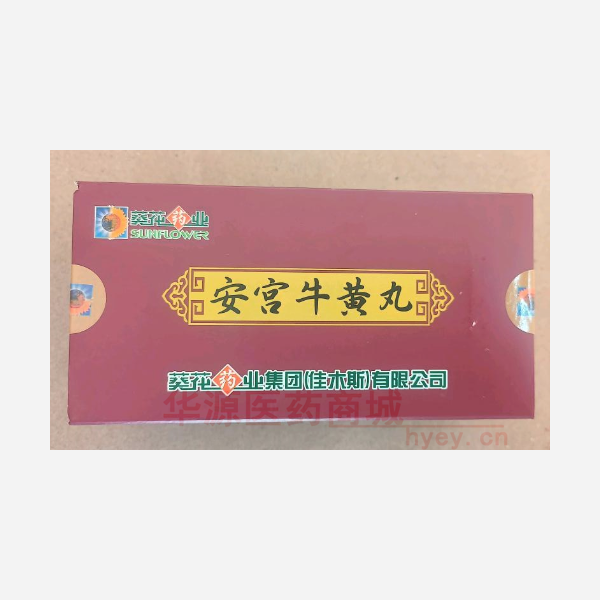 葵花药业
SUNFLOWER
安宫牛黄丸
葵花药业集团(佳木斯)有限公司
华源医药商城
hyey.cn